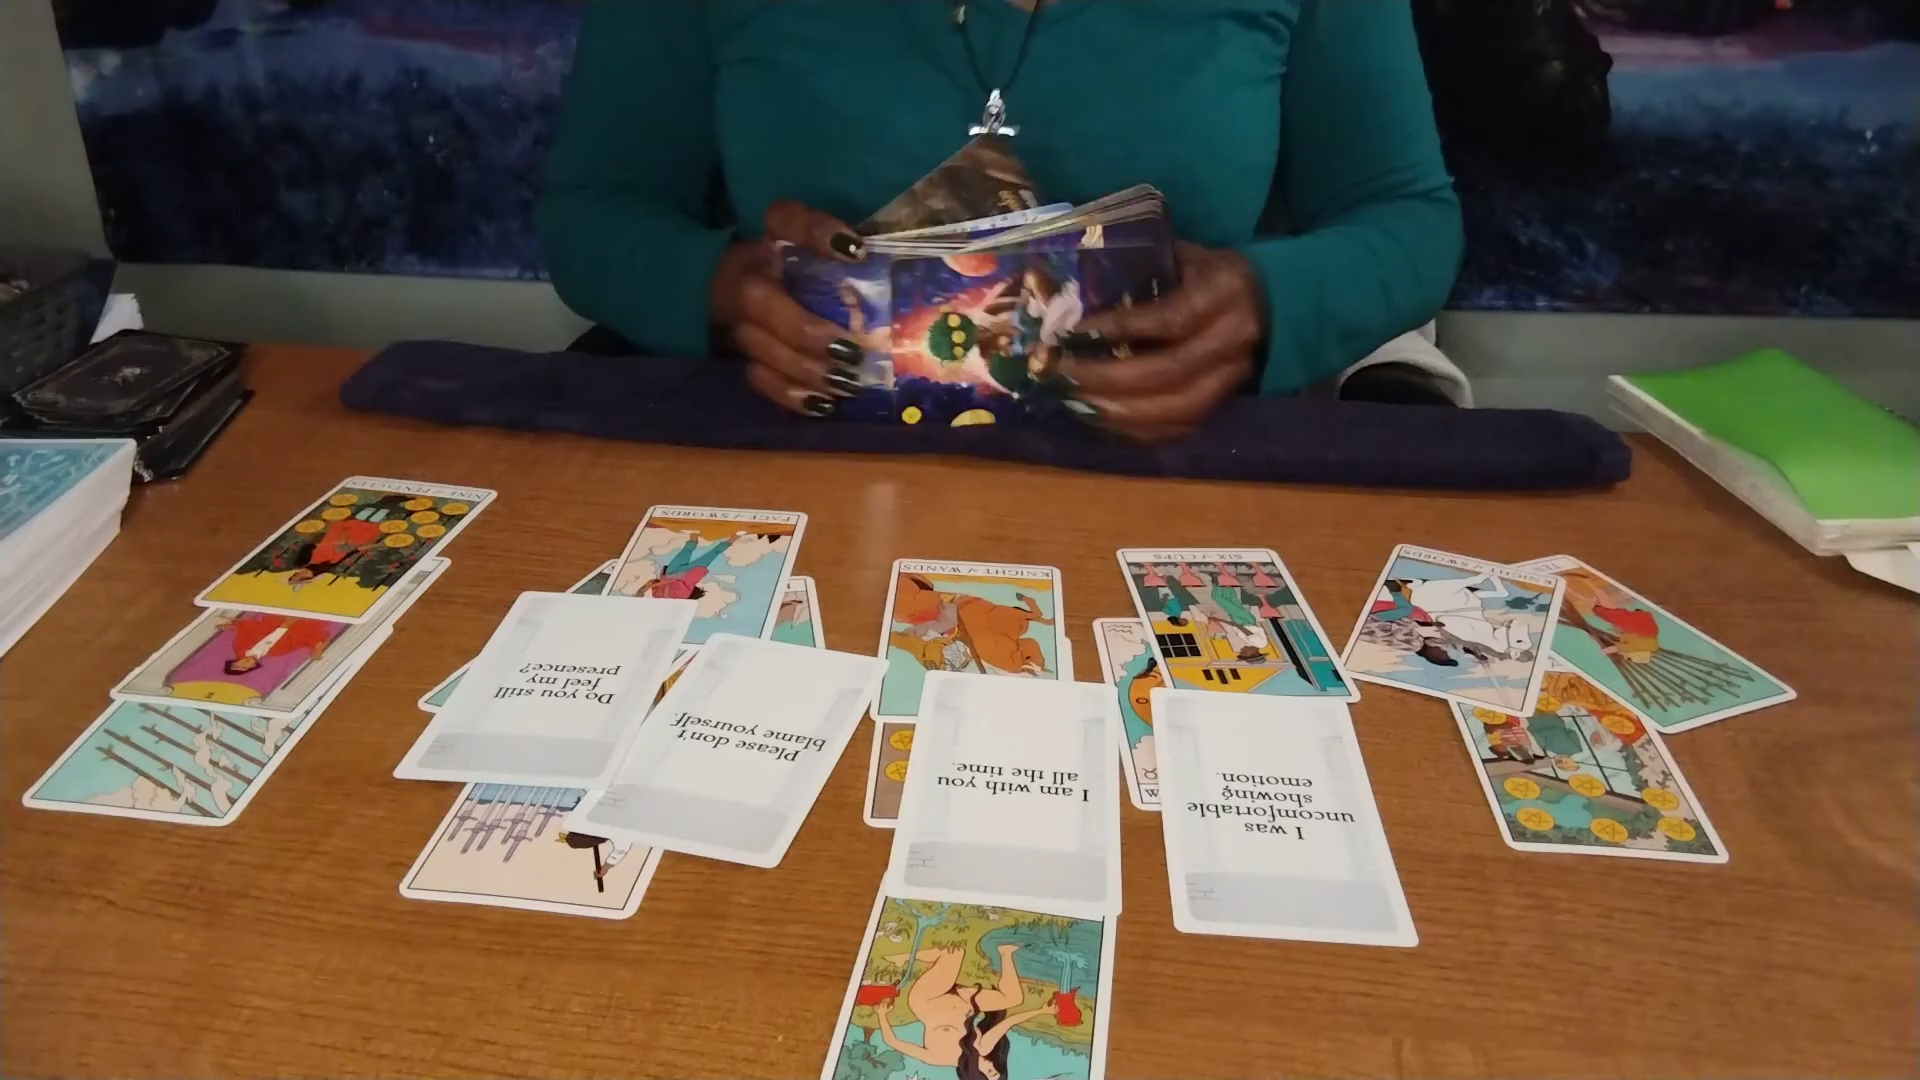 NINE of PENTACLES
PAGE of SWORDS
KNIGHT of WANDS
SIX of CUPS
KNIGHT of SWORDS
TEN
Do you still
feel my
presence?
Please don't
blame yourself.
I am with you
all the time.
I was
uncomfortable
showing
emotion.